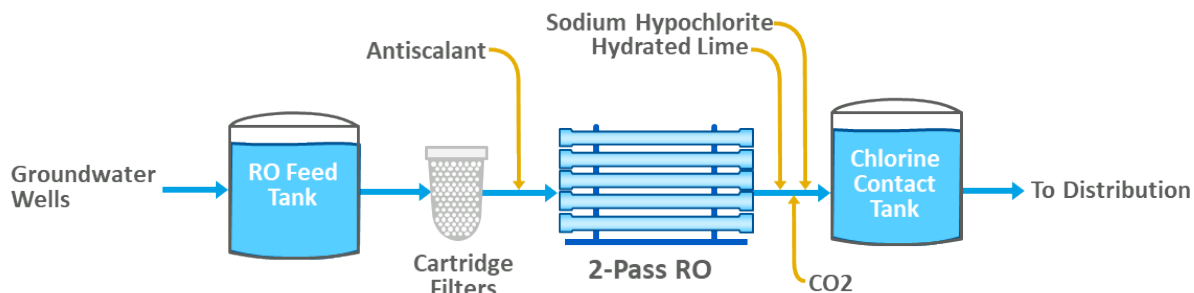 Sodium Hypochlorite
Hydrated Lime
Antiscalant
Groundwater
Wells
RO Feed
Tank
Cartridge
Filters
2-Pass RO
CO2
Chlorine
Contact
Tank
To Distribution